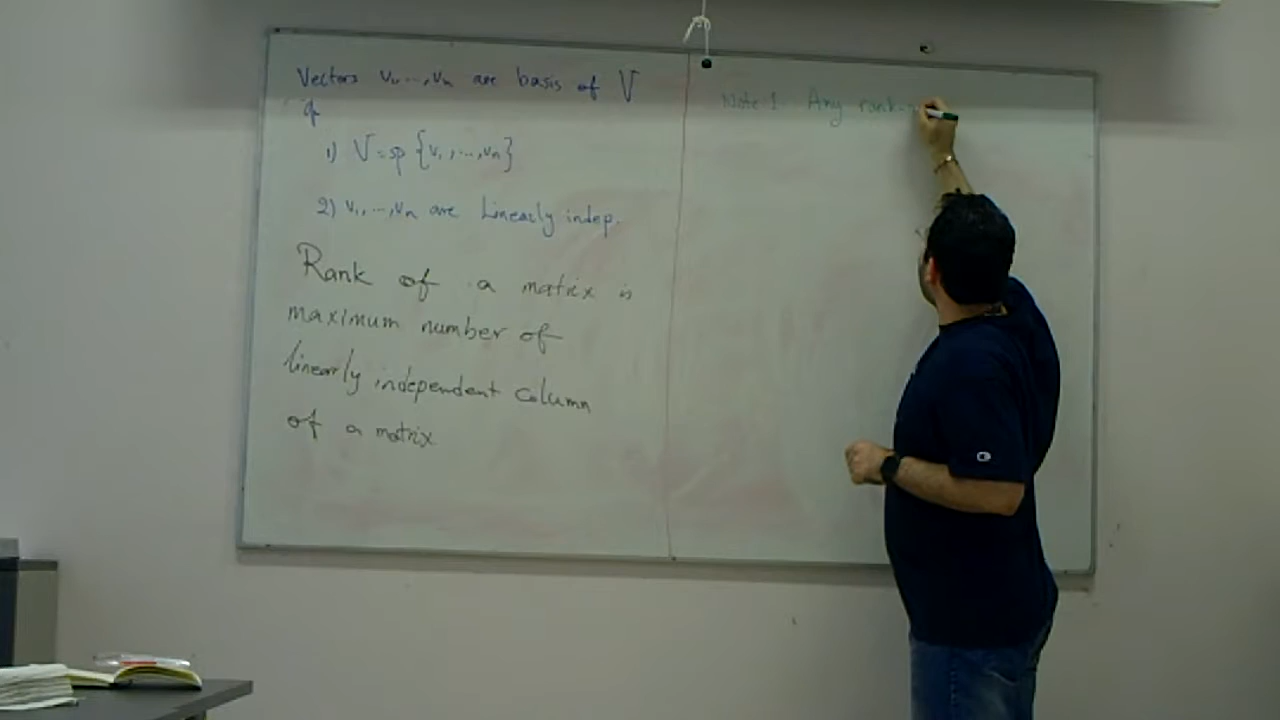 Vectors v₁,...,vₙ are basis of V
if
1) V = sp {v₁,...,vₙ}
2) v₁,...,vₙ are Linearly indep.
Rank of a matrix is
maximum number of
linearly independent column
of a matrix
Note 1 Any rank